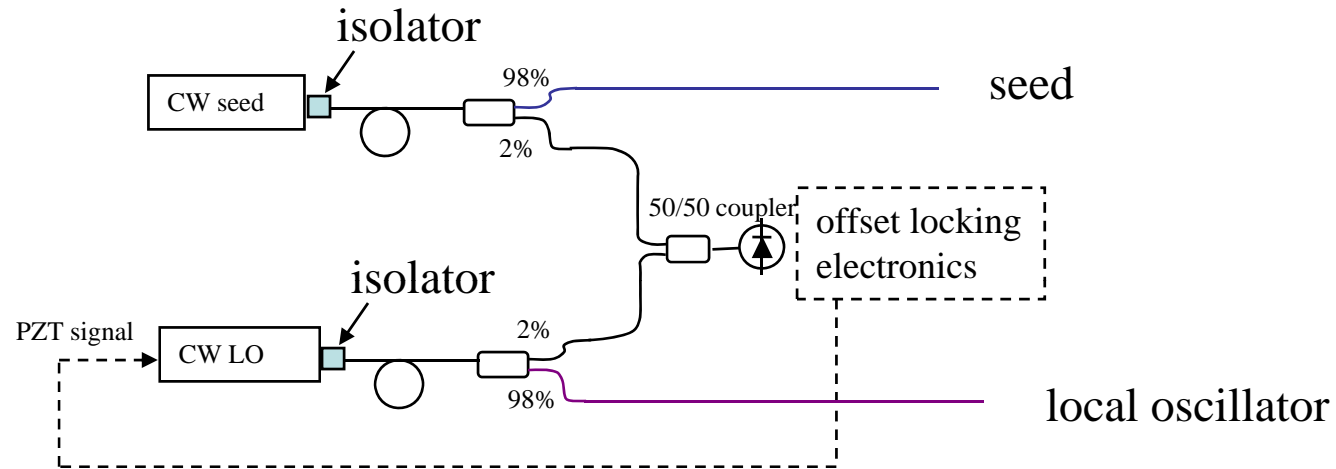 isolator
CW seed
98%
seed
2%
50/50 coupler
offset locking
electronics
isolator
PZT signal
CW LO
2%
98%
local oscillator